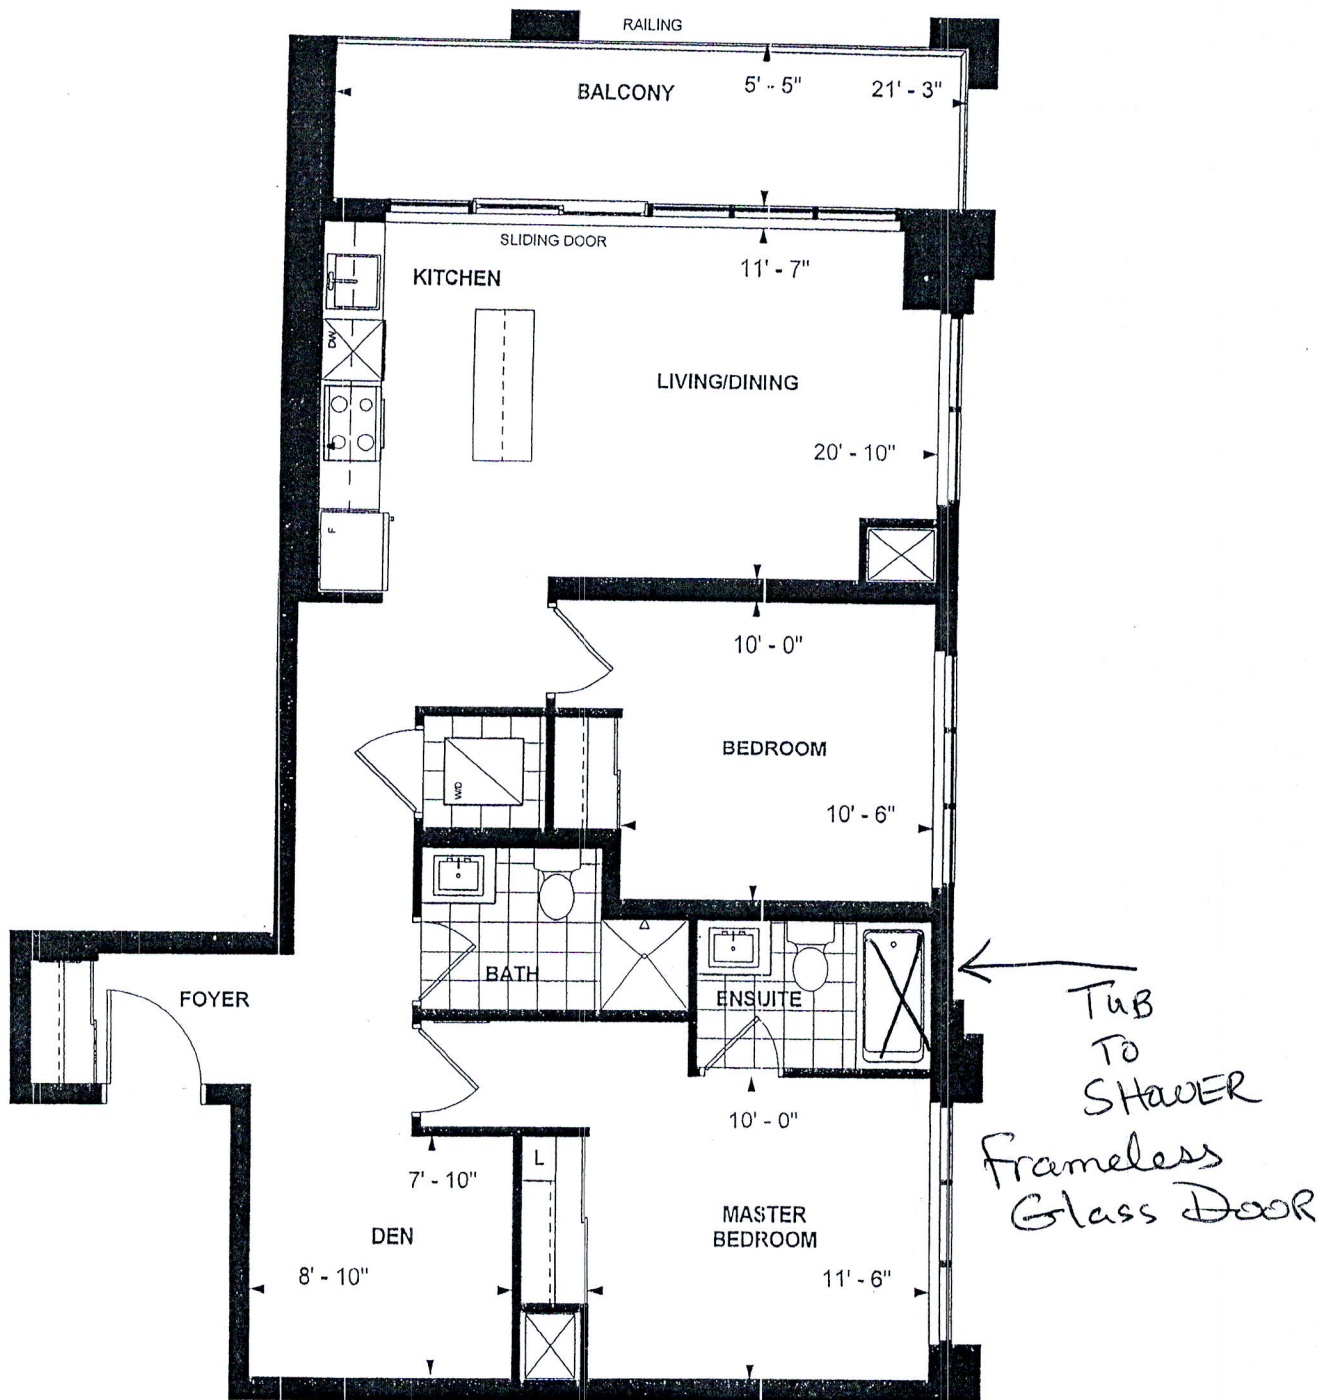 RAILING
BALCONY
5' - 5"
21' - 3"
SLIDING DOOR
KITCHEN
11' - 7"
DW
LIVING/DINING
20' - 10"
F
10' - 0"
BEDROOM
W/D
10' - 6"
BATH
ENSUITE
FOYER
TUB
TO
SHOWER
Frameless
Glass DOOR
10' - 0"
L
7' - 10"
MASTER
BEDROOM
DEN
8' - 10"
11' - 6"